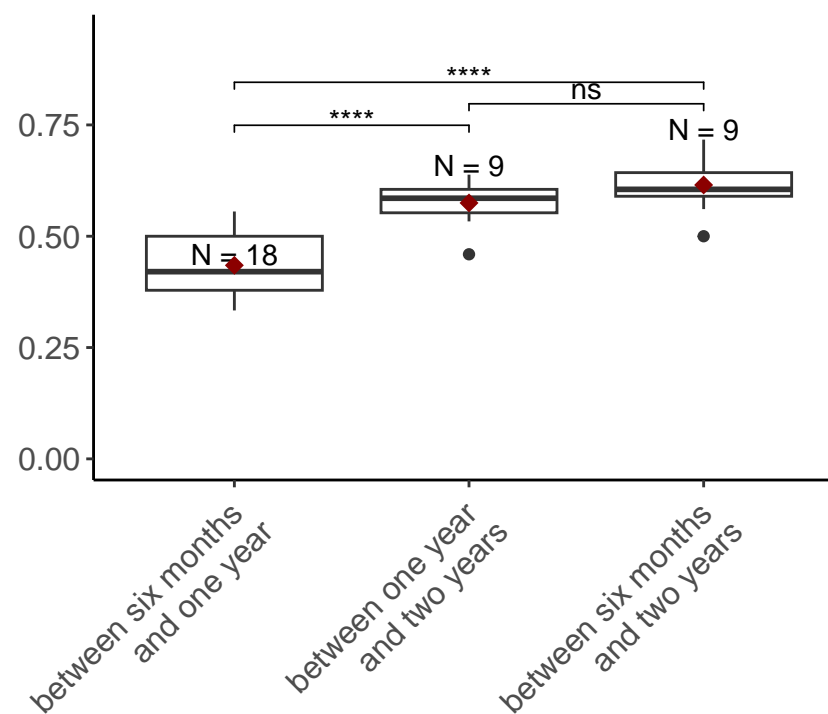 ****
ns
0.75
****
N = 9
N = 9
0.50
N = 18
0.25
0.00
between six months
and one year
between one year
and two years
between six months
and two years